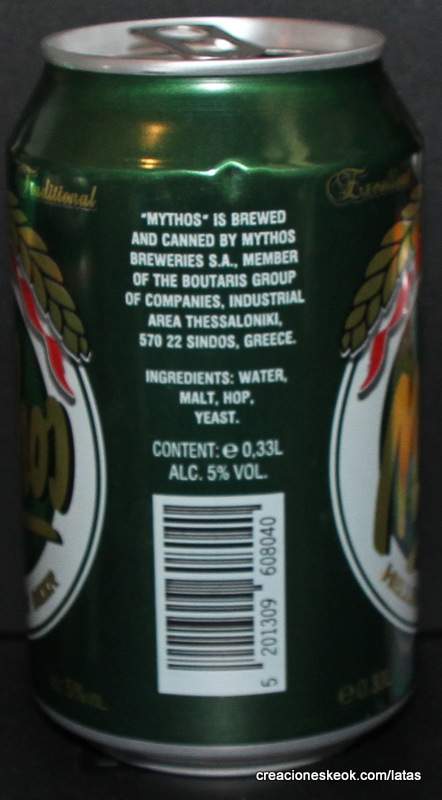 Traditional
Excellent
"MYTHOS" IS BREWED
AND CANNED BY MYTHOS
BREWERIES S.A., MEMBER
OF THE BOUTARIS GROUP
OF COMPANIES, INDUSTRIAL
AREA THESSALONIKI,
570 22 SINDOS, GREECE.
INGREDIENTS: WATER,
MALT, HOP,
YEAST.
CONTENT: ℮ 0,33L
ALC. 5% VOL.
5 201309 608040
BEER
creacioneskeok.com/latas